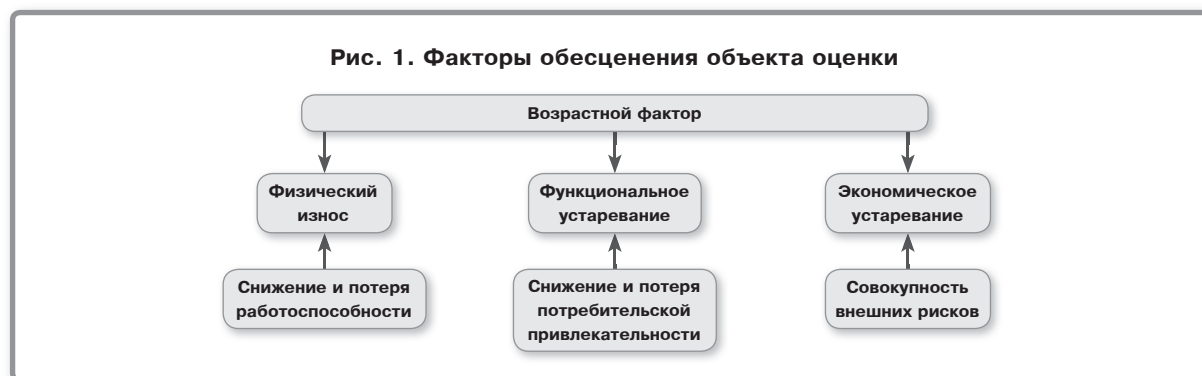 Рис. 1. Факторы обесценения объекта оценки
Возрастной фактор
Физический
износ
Функциональное
устаревание
Экономическое
устаревание
Снижение и потеря
работоспособности
Снижение и потеря
потребительской
привлекательности
Совокупность
внешних рисков